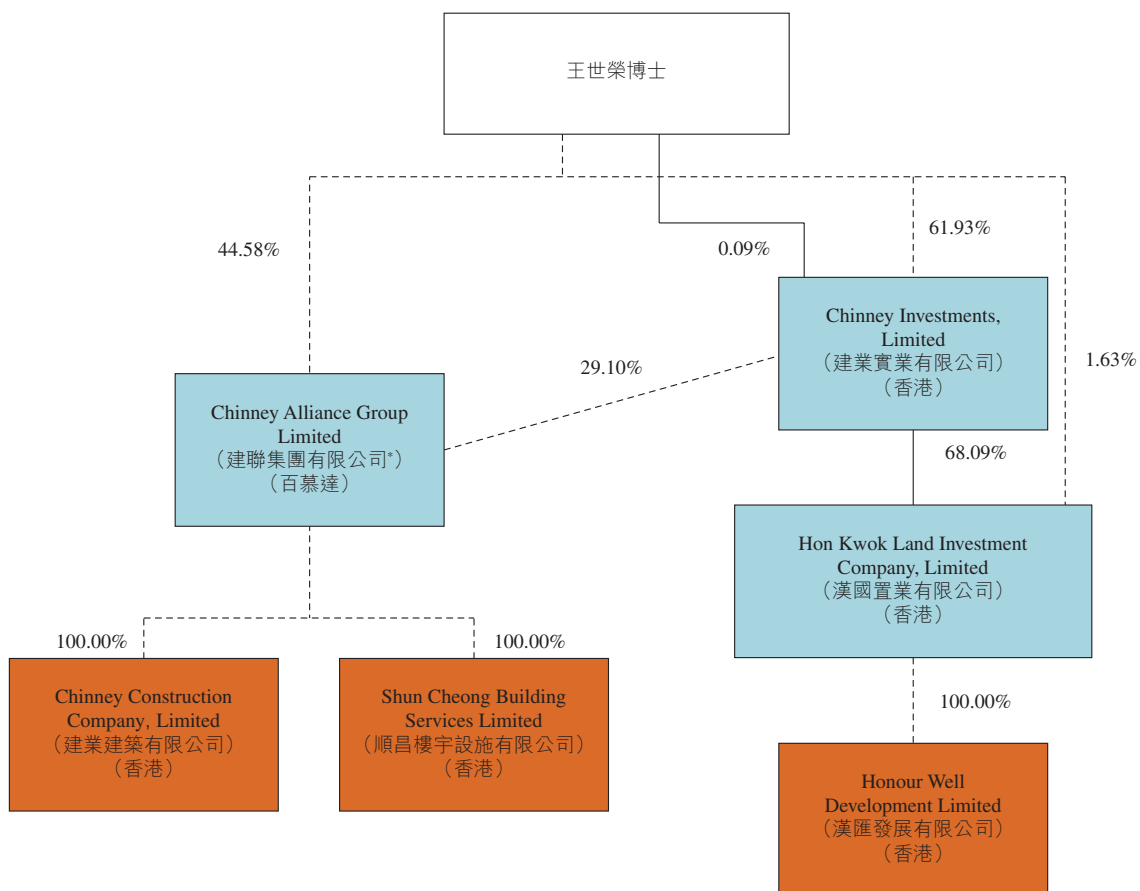 王世榮博士
44.58%
0.09%
61.93%
1.63%
29.10%
Chinney Investments,
Limited
（建業實業有限公司）
（香港）
Chinney Alliance Group
Limited
（建聯集團有限公司*）
（百慕達）
68.09%
Hon Kwok Land Investment
Company, Limited
（漢國置業有限公司）
（香港）
100.00%
100.00%
100.00%
Chinney Construction
Company, Limited
（建業建築有限公司）
（香港）
Shun Cheong Building
Services Limited
（順昌樓宇設施有限公司）
（香港）
Honour Well
Development Limited
（漢匯發展有限公司）
（香港）